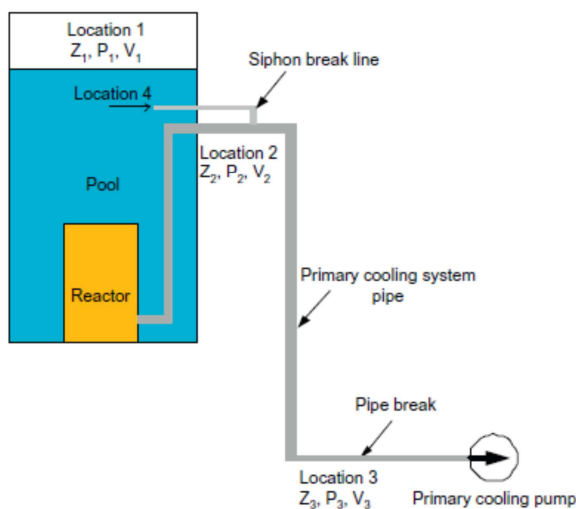 Location 1
Z₁, P₁, V₁
Siphon break line
Location 4
Location 2
Z₂, P₂, V₂
Pool
Reactor
Primary cooling system
pipe
Pipe break
Location 3
Z₃, P₃, V₃
Primary cooling pump